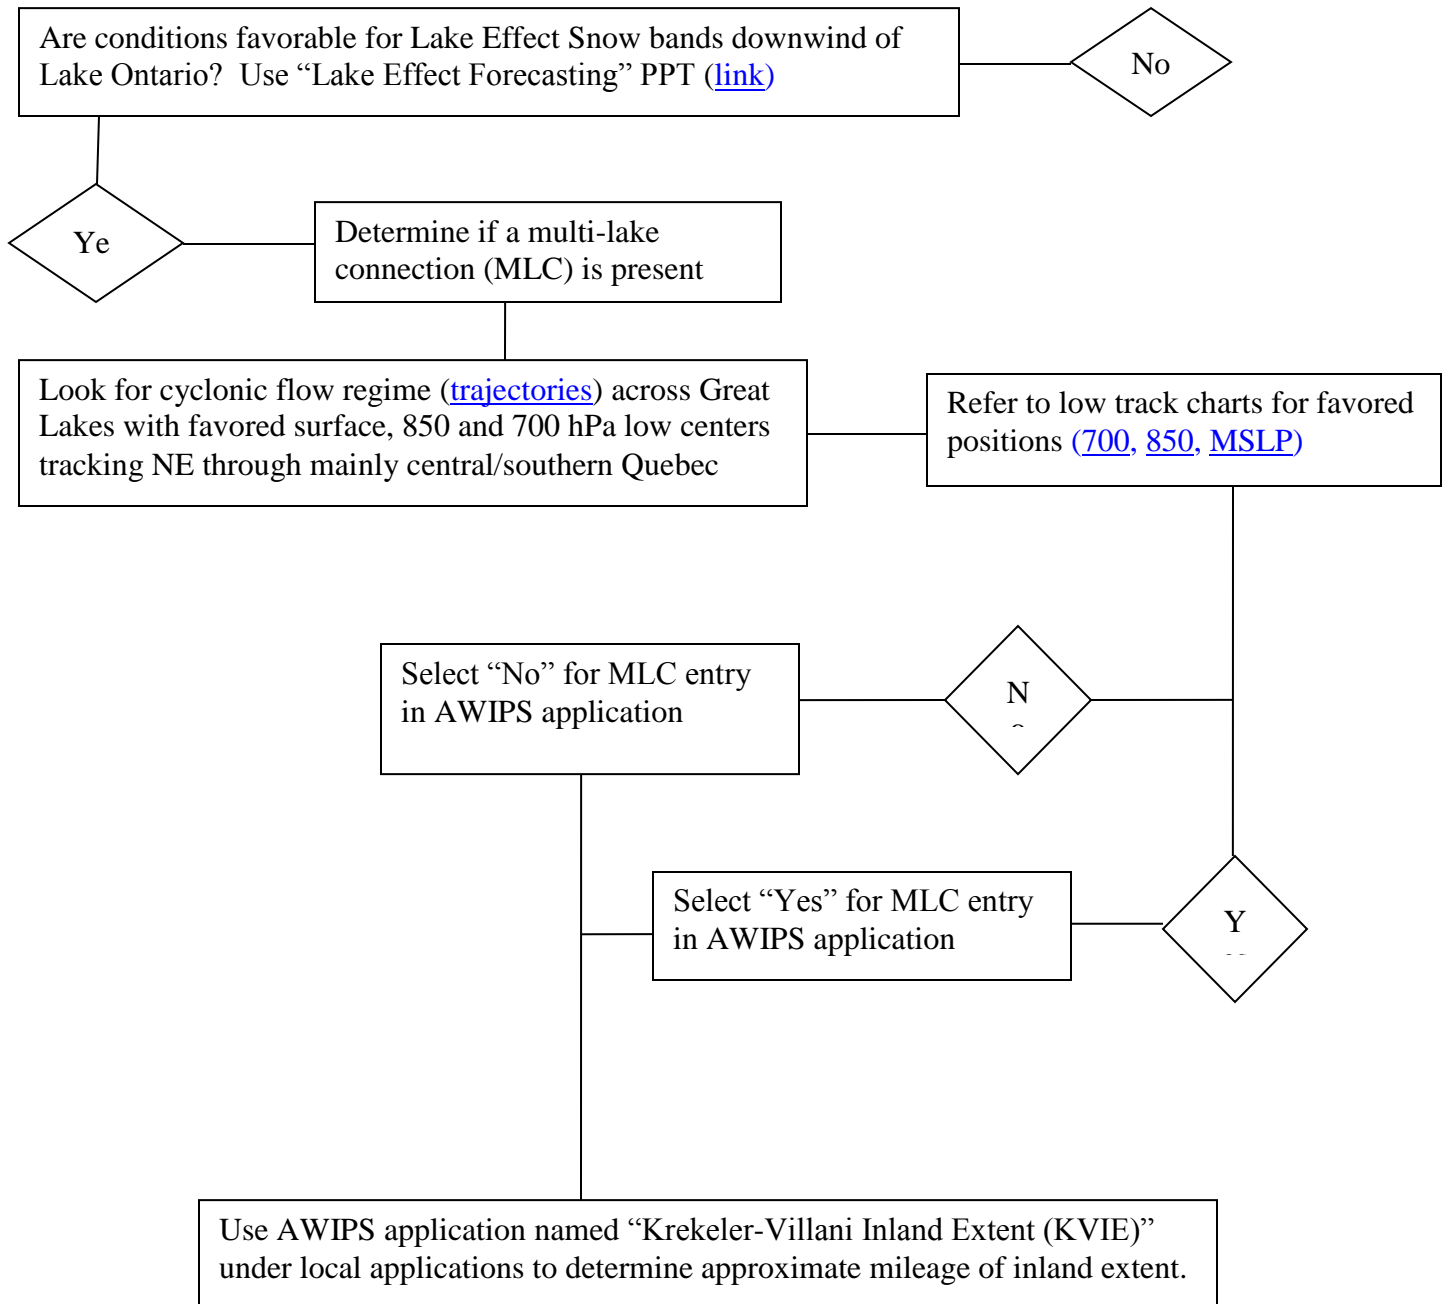 Are conditions favorable for Lake Effect Snow bands downwind of
Lake Ontario?  Use “Lake Effect Forecasting” PPT (link)
No
Ye
Determine if a multi-lake
connection (MLC) is present
Look for cyclonic flow regime (trajectories) across Great
Lakes with favored surface, 850 and 700 hPa low centers
tracking NE through mainly central/southern Quebec
Refer to low track charts for favored
positions (700, 850, MSLP)
Select “No” for MLC entry
in AWIPS application
N
Select “Yes” for MLC entry
in AWIPS application
Y
Use AWIPS application named “Krekeler-Villani Inland Extent (KVIE)”
under local applications to determine approximate mileage of inland extent.